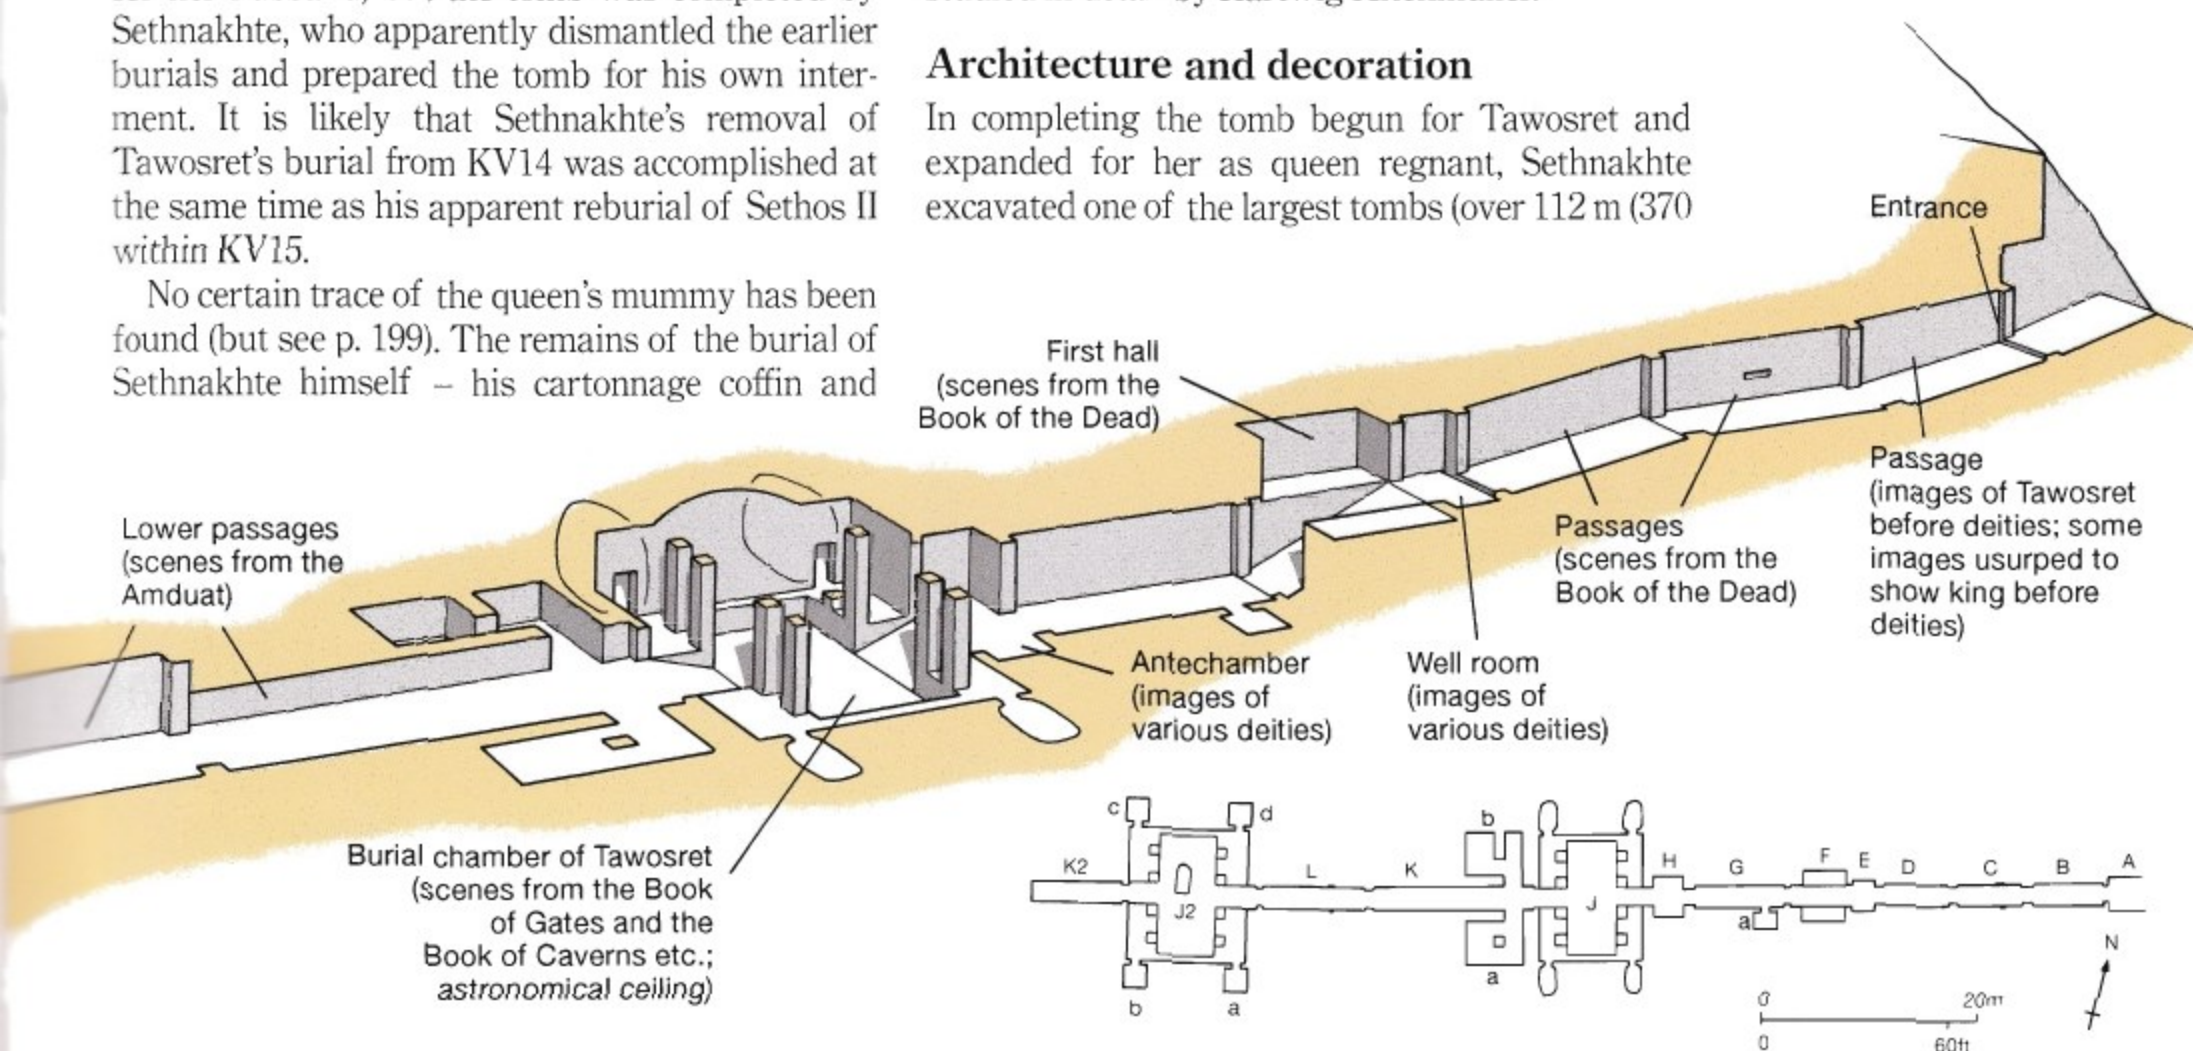 Sethnakhte, who apparently dismantled the earlier
burials and prepared the tomb for his own inter-
ment. It is likely that Sethnakhte's removal of
Tawosret's burial from KV14 was accomplished at
the same time as his apparent reburial of Sethos II
within KV15.
No certain trace of the queen's mummy has been
found (but see p. 199). The remains of the burial of
Sethnakhte himself – his cartonnage coffin and
Architecture and decoration
In completing the tomb begun for Tawosret and
expanded for her as queen regnant, Sethnakhte
excavated one of the largest tombs (over 112 m (370
Entrance
First hall
(scenes from the
Book of the Dead)
Lower passages
(scenes from the
Amduat)
Passage
(images of Tawosret
before deities; some
images usurped to
show king before
deities)
Passages
(scenes from the
Book of the Dead)
Antechamber
(images of
various deities)
Well room
(images of
various deities)
Burial chamber of Tawosret
(scenes from the Book
of Gates and the
Book of Caverns etc.;
astronomical ceiling)
c d b
K2 L K H G F E D C B A
J2 J
a
b a a
N
0 20m
0 60ft